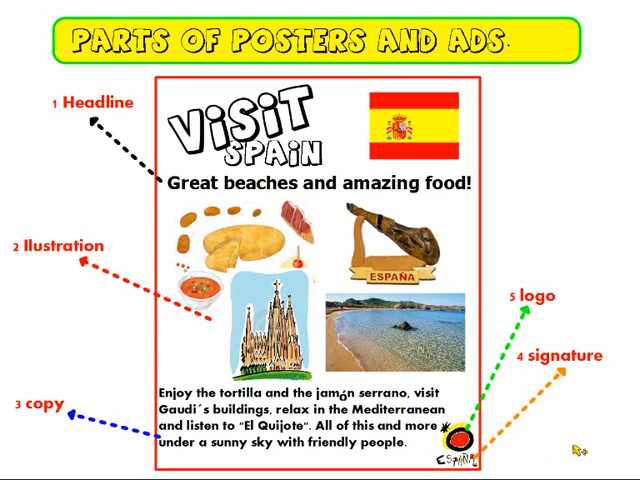 PARTS OF POSTERS AND ADS.
1 Headline
VISIT
SPAIN
Great beaches and amazing food!
2 Ilustration
ESPAÑA
5 logo
4 signature
3 copy
Enjoy the tortilla and the jamón serrano, visit
Gaudi´s buildings, relax in the Mediterranean
and listen to "El Quijote". All of this and more
under a sunny sky with friendly people.
ESPAÑA